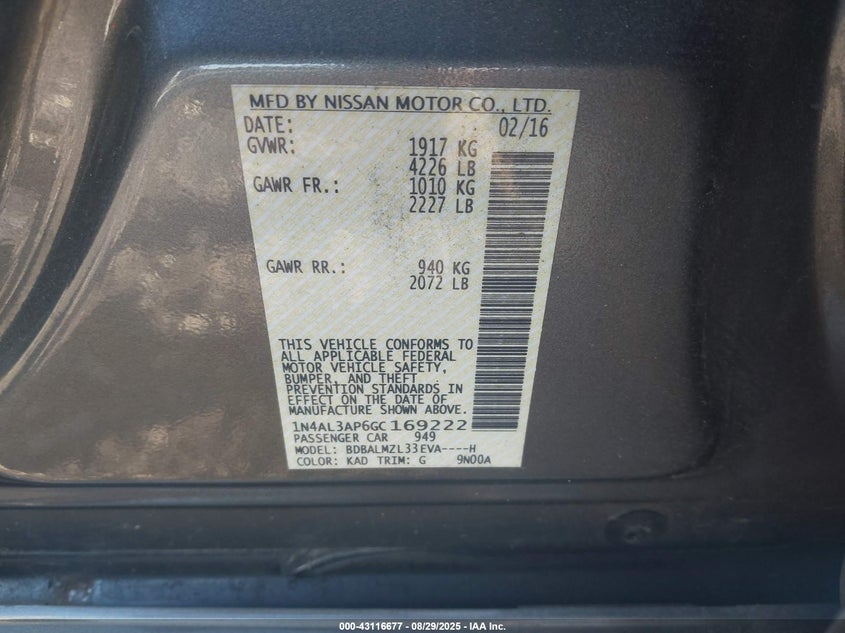 MFD BY NISSAN MOTOR CO., LTD.
DATE: 02/16
GVWR: 1917 KG
4226 LB
GAWR FR.: 1010 KG
2227 LB
GAWR RR.: 940 KG
2072 LB
THIS VEHICLE CONFORMS TO
ALL APPLICABLE FEDERAL
MOTOR VEHICLE SAFETY,
BUMPER, AND THEFT
PREVENTION STANDARDS IN
EFFECT ON THE DATE OF
MANUFACTURE SHOWN ABOVE.
1N4AL3AP6GC169222
PASSENGER CAR 949
MODEL: BDBALMZL33EVA----H
COLOR: KAD TRIM: G 9N00A
000-43116677 - 08/29/2025 - IAA Inc.